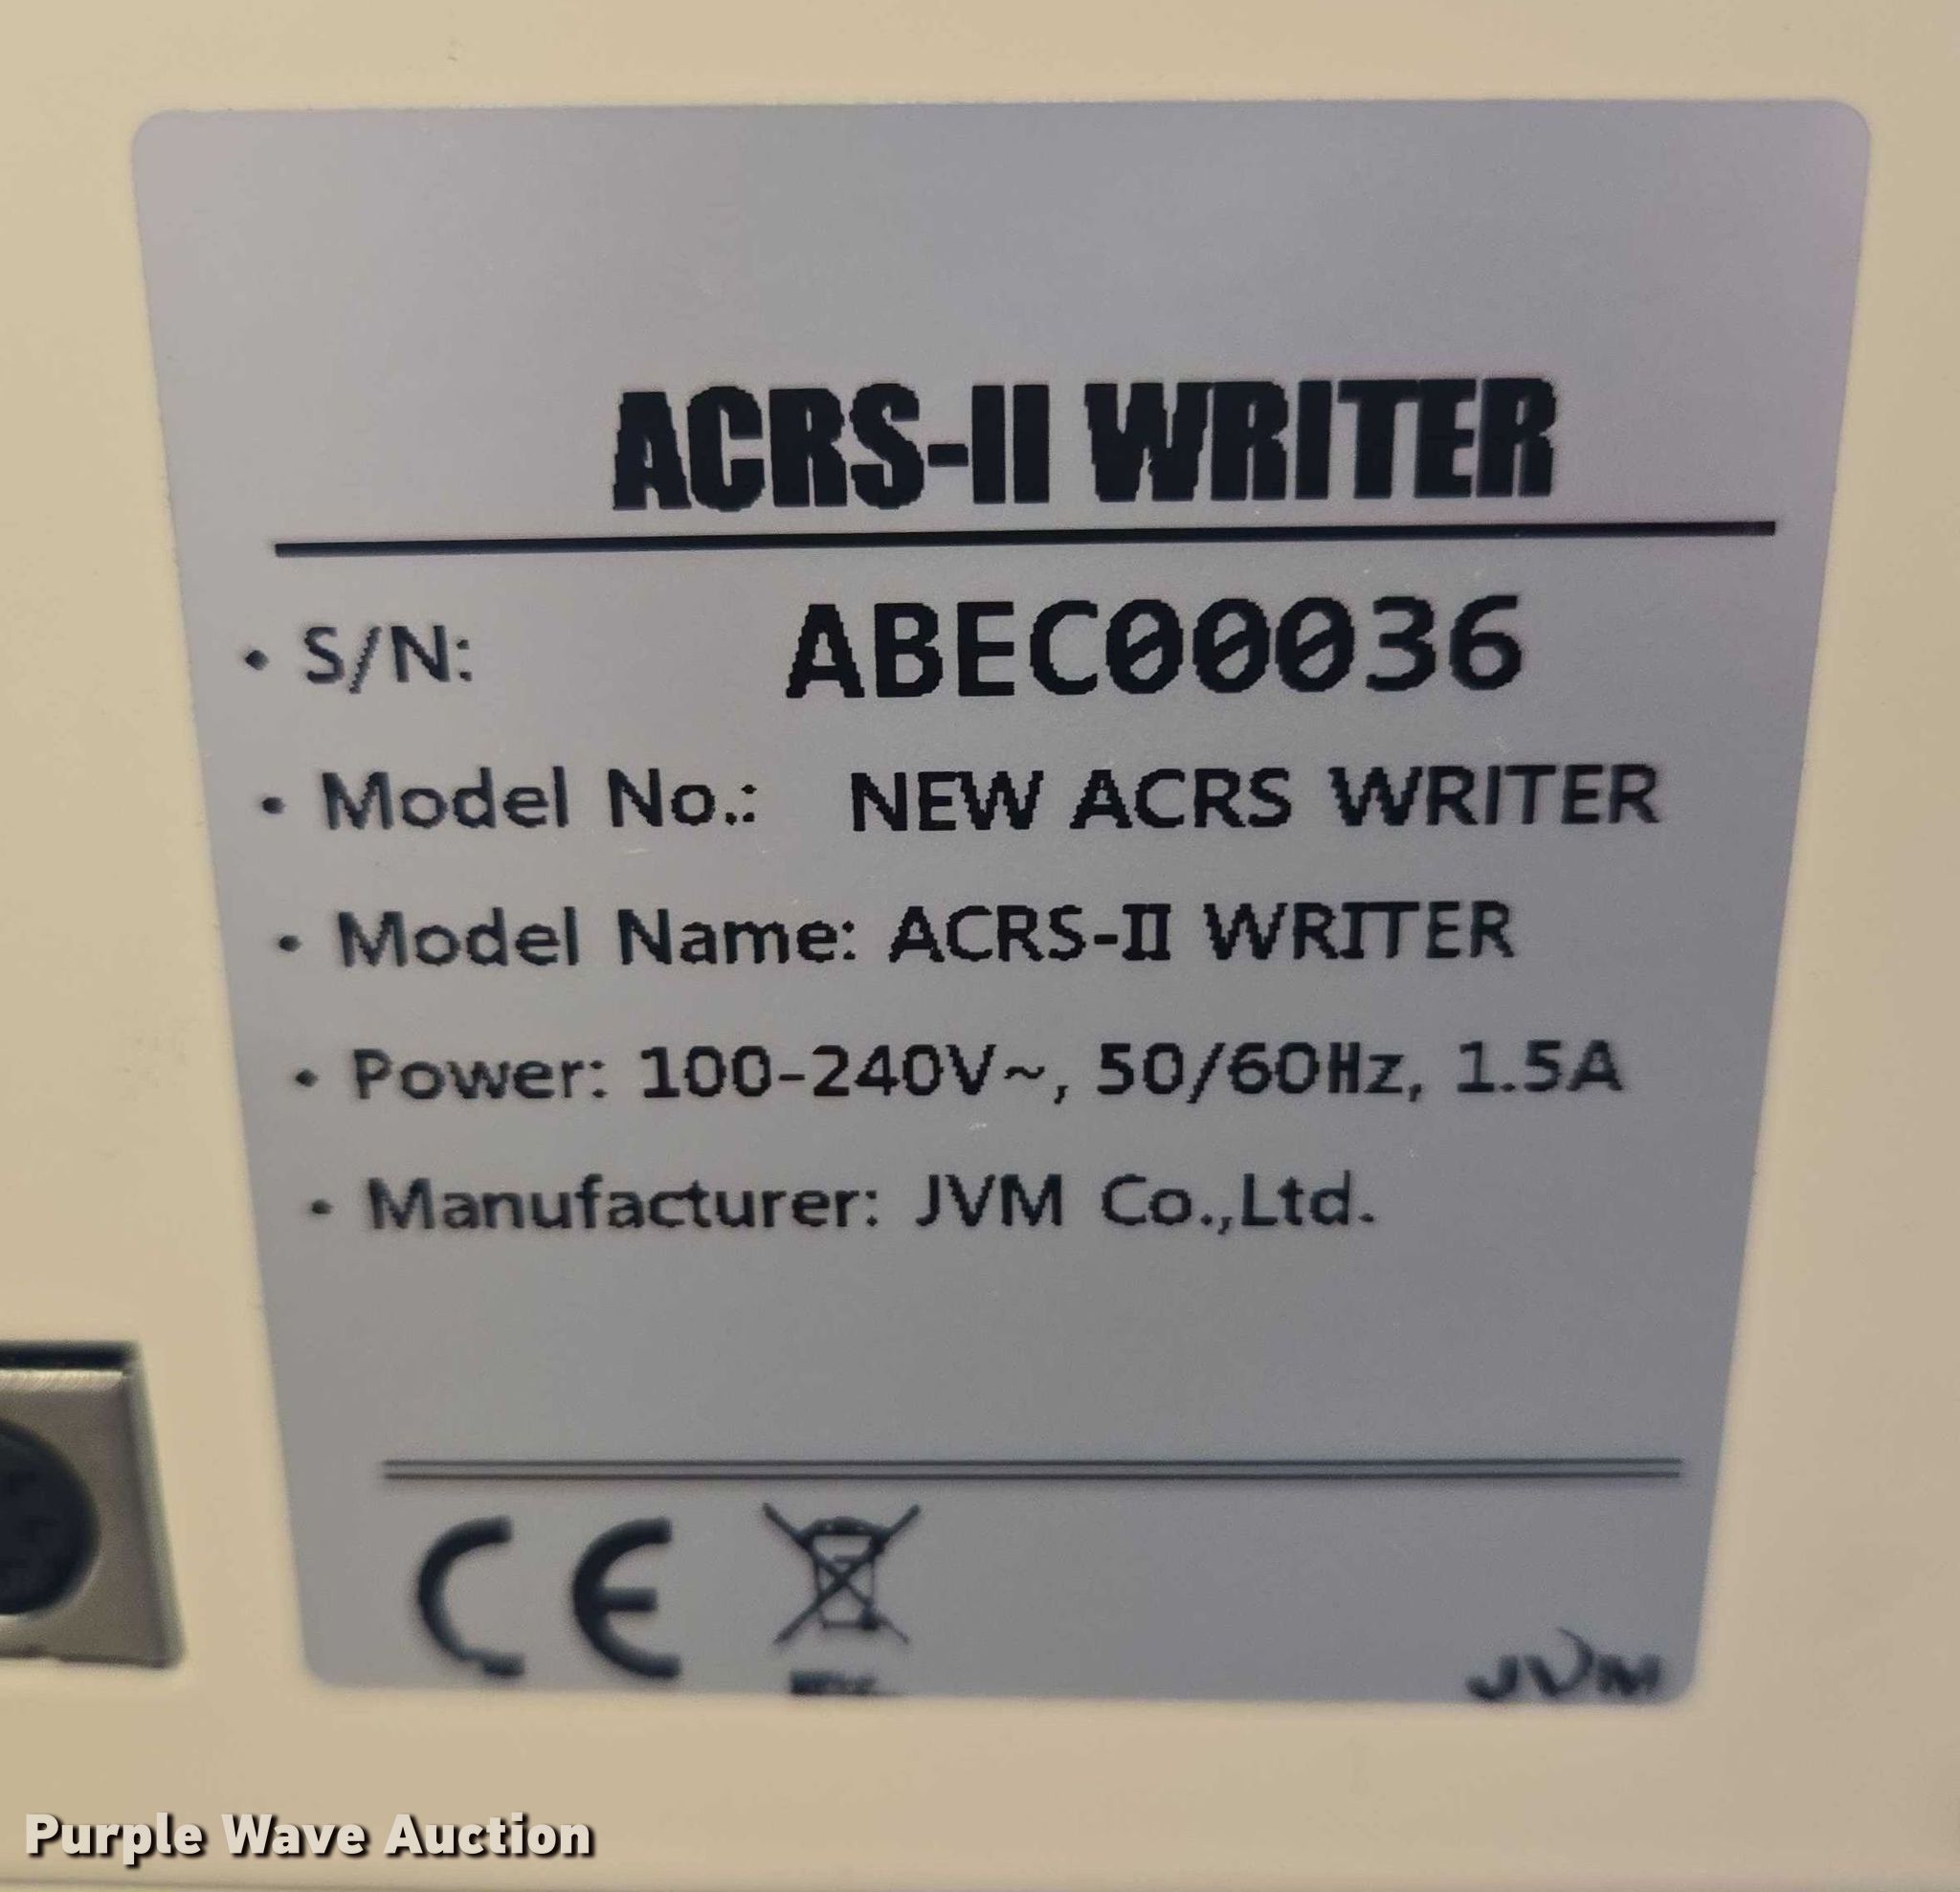 ACRS-II WRITER
• S/N: ABEC00036
• Model No.: NEW ACRS WRITER
• Model Name: ACRS-II WRITER
• Power: 100-240V~, 50/60Hz, 1.5A
• Manufacturer: JVM Co.,Ltd.
CE
JVM
Purple Wave Auction